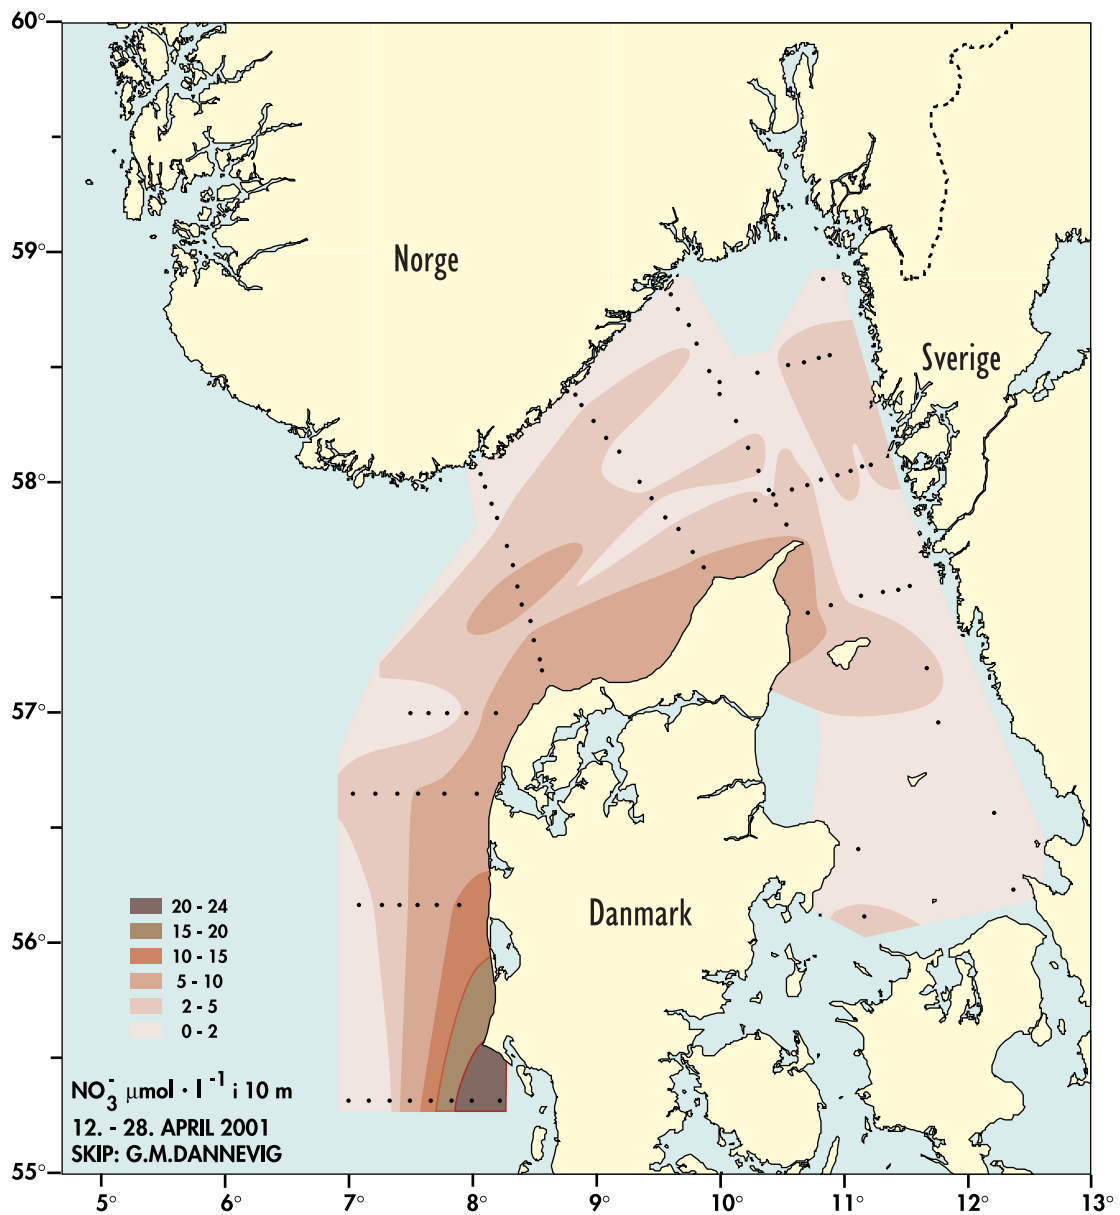 60°
59°
58°
57°
56°
55°
Norge
Sverige
Danmark
20 - 24
15 - 20
10 - 15
5 - 10
2 - 5
0 - 2
NO₃⁻ µmol · l⁻¹ i 10 m
12. - 28. APRIL 2001
SKIP: G.M.DANNEVIG
5° 6° 7° 8° 9° 10° 11° 12° 13°